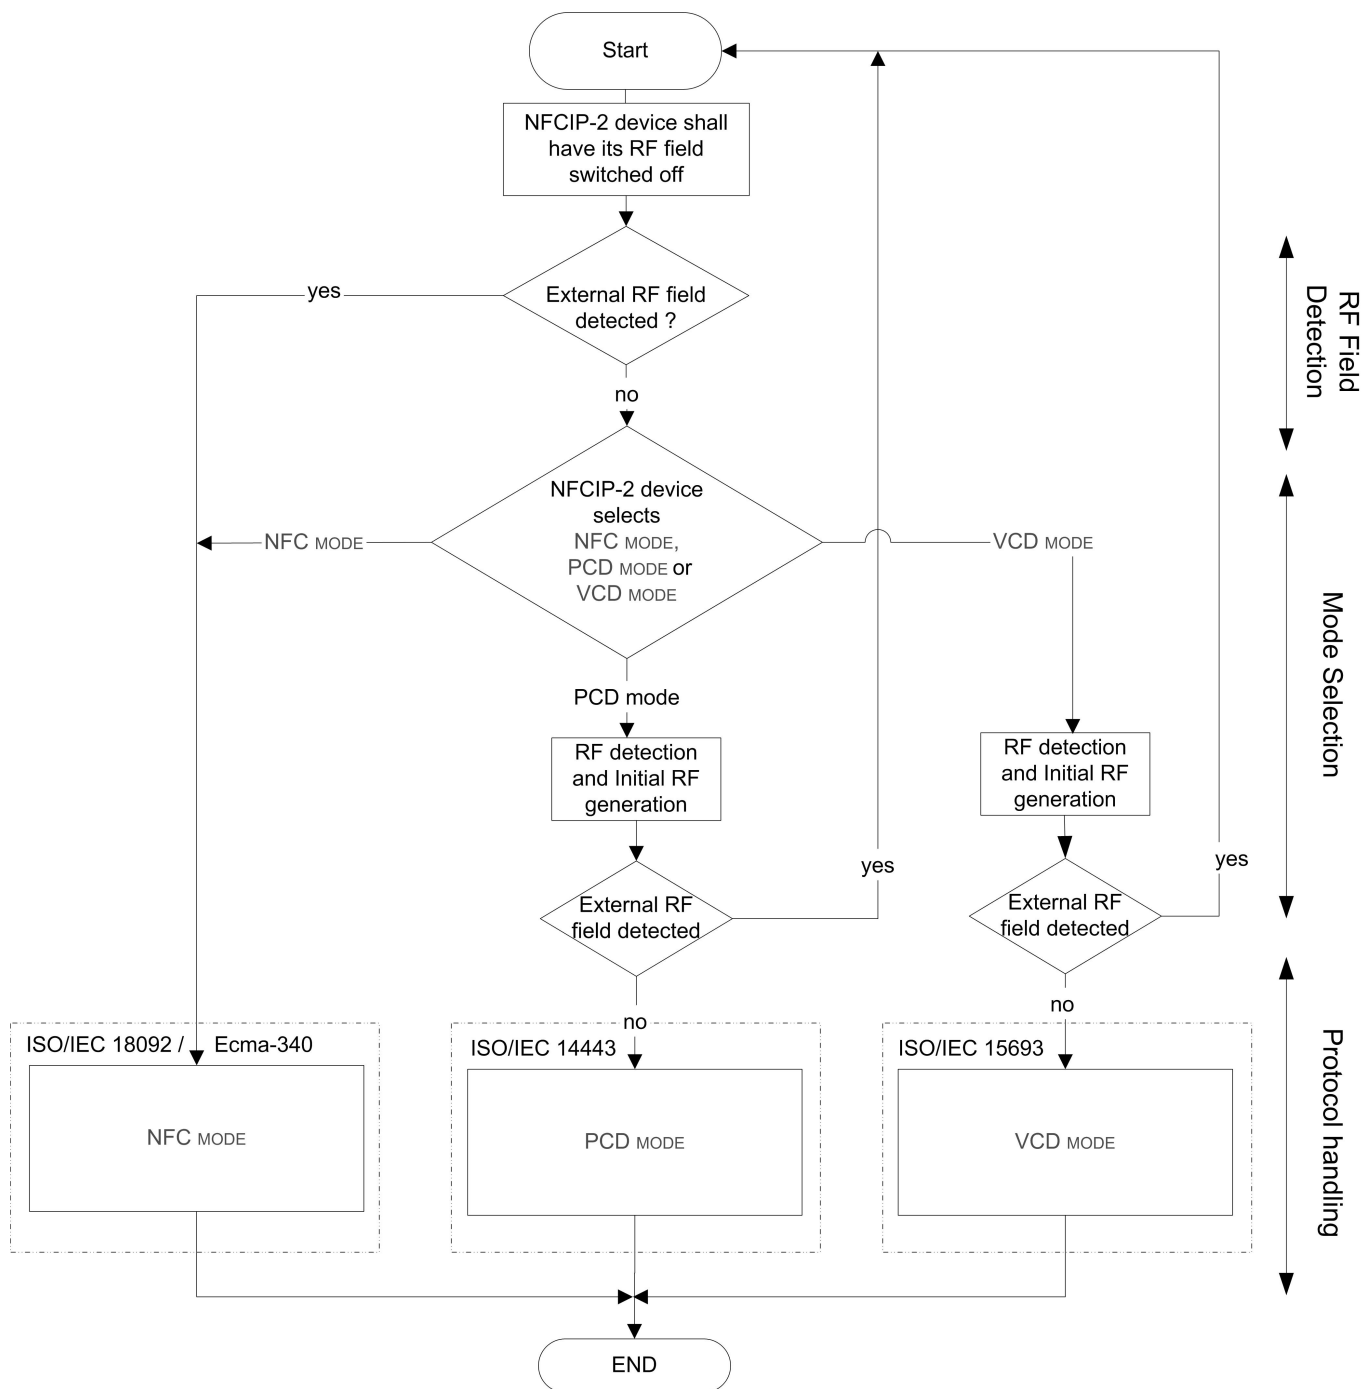 Start
NFCIP-2 device shall
have its RF field
switched off
External RF field
detected ?
yes
no
RF Field
Detection
NFCIP-2 device
selects
NFC MODE,
PCD MODE or
VCD MODE
NFC MODE
VCD MODE
PCD mode
Mode Selection
RF detection
and Initial RF
generation
RF detection
and Initial RF
generation
External RF
field detected
yes
External RF
field detected
yes
no
no
Protocol handling
ISO/IEC 18092 / Ecma-340
NFC MODE
ISO/IEC 14443
PCD MODE
ISO/IEC 15693
VCD MODE
END